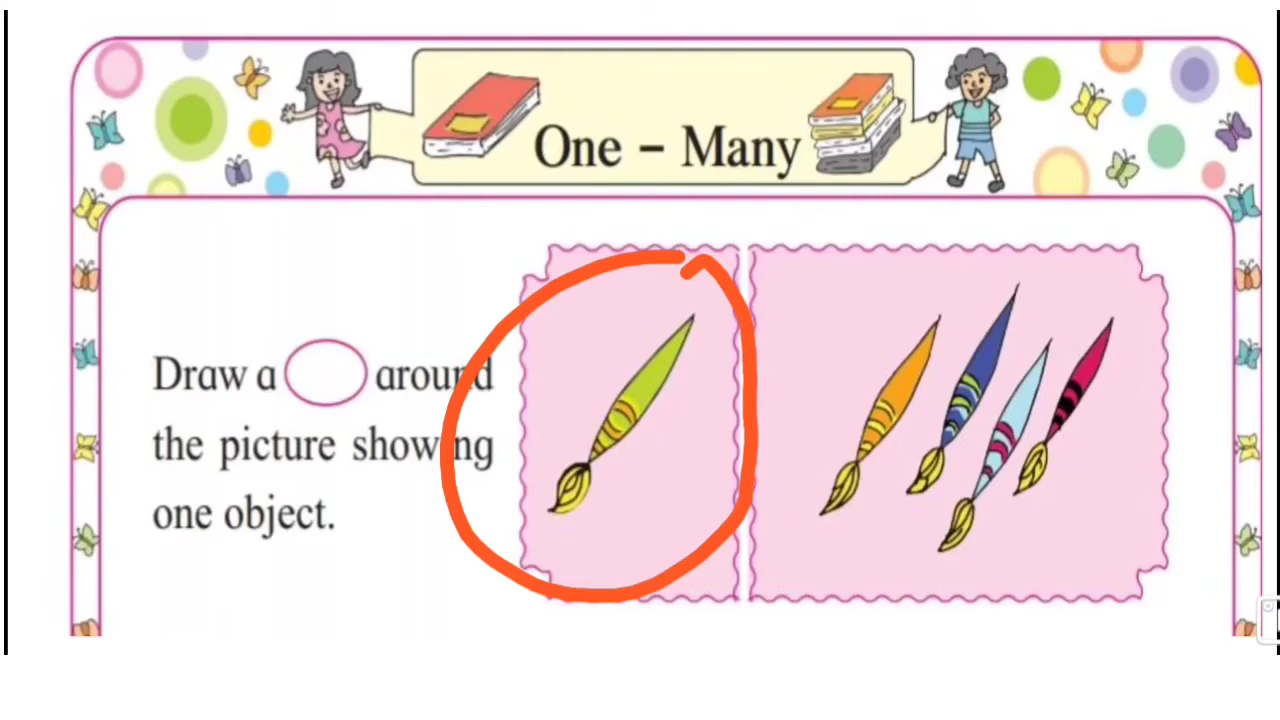 One – Many
Draw a around
the picture showing
one object.